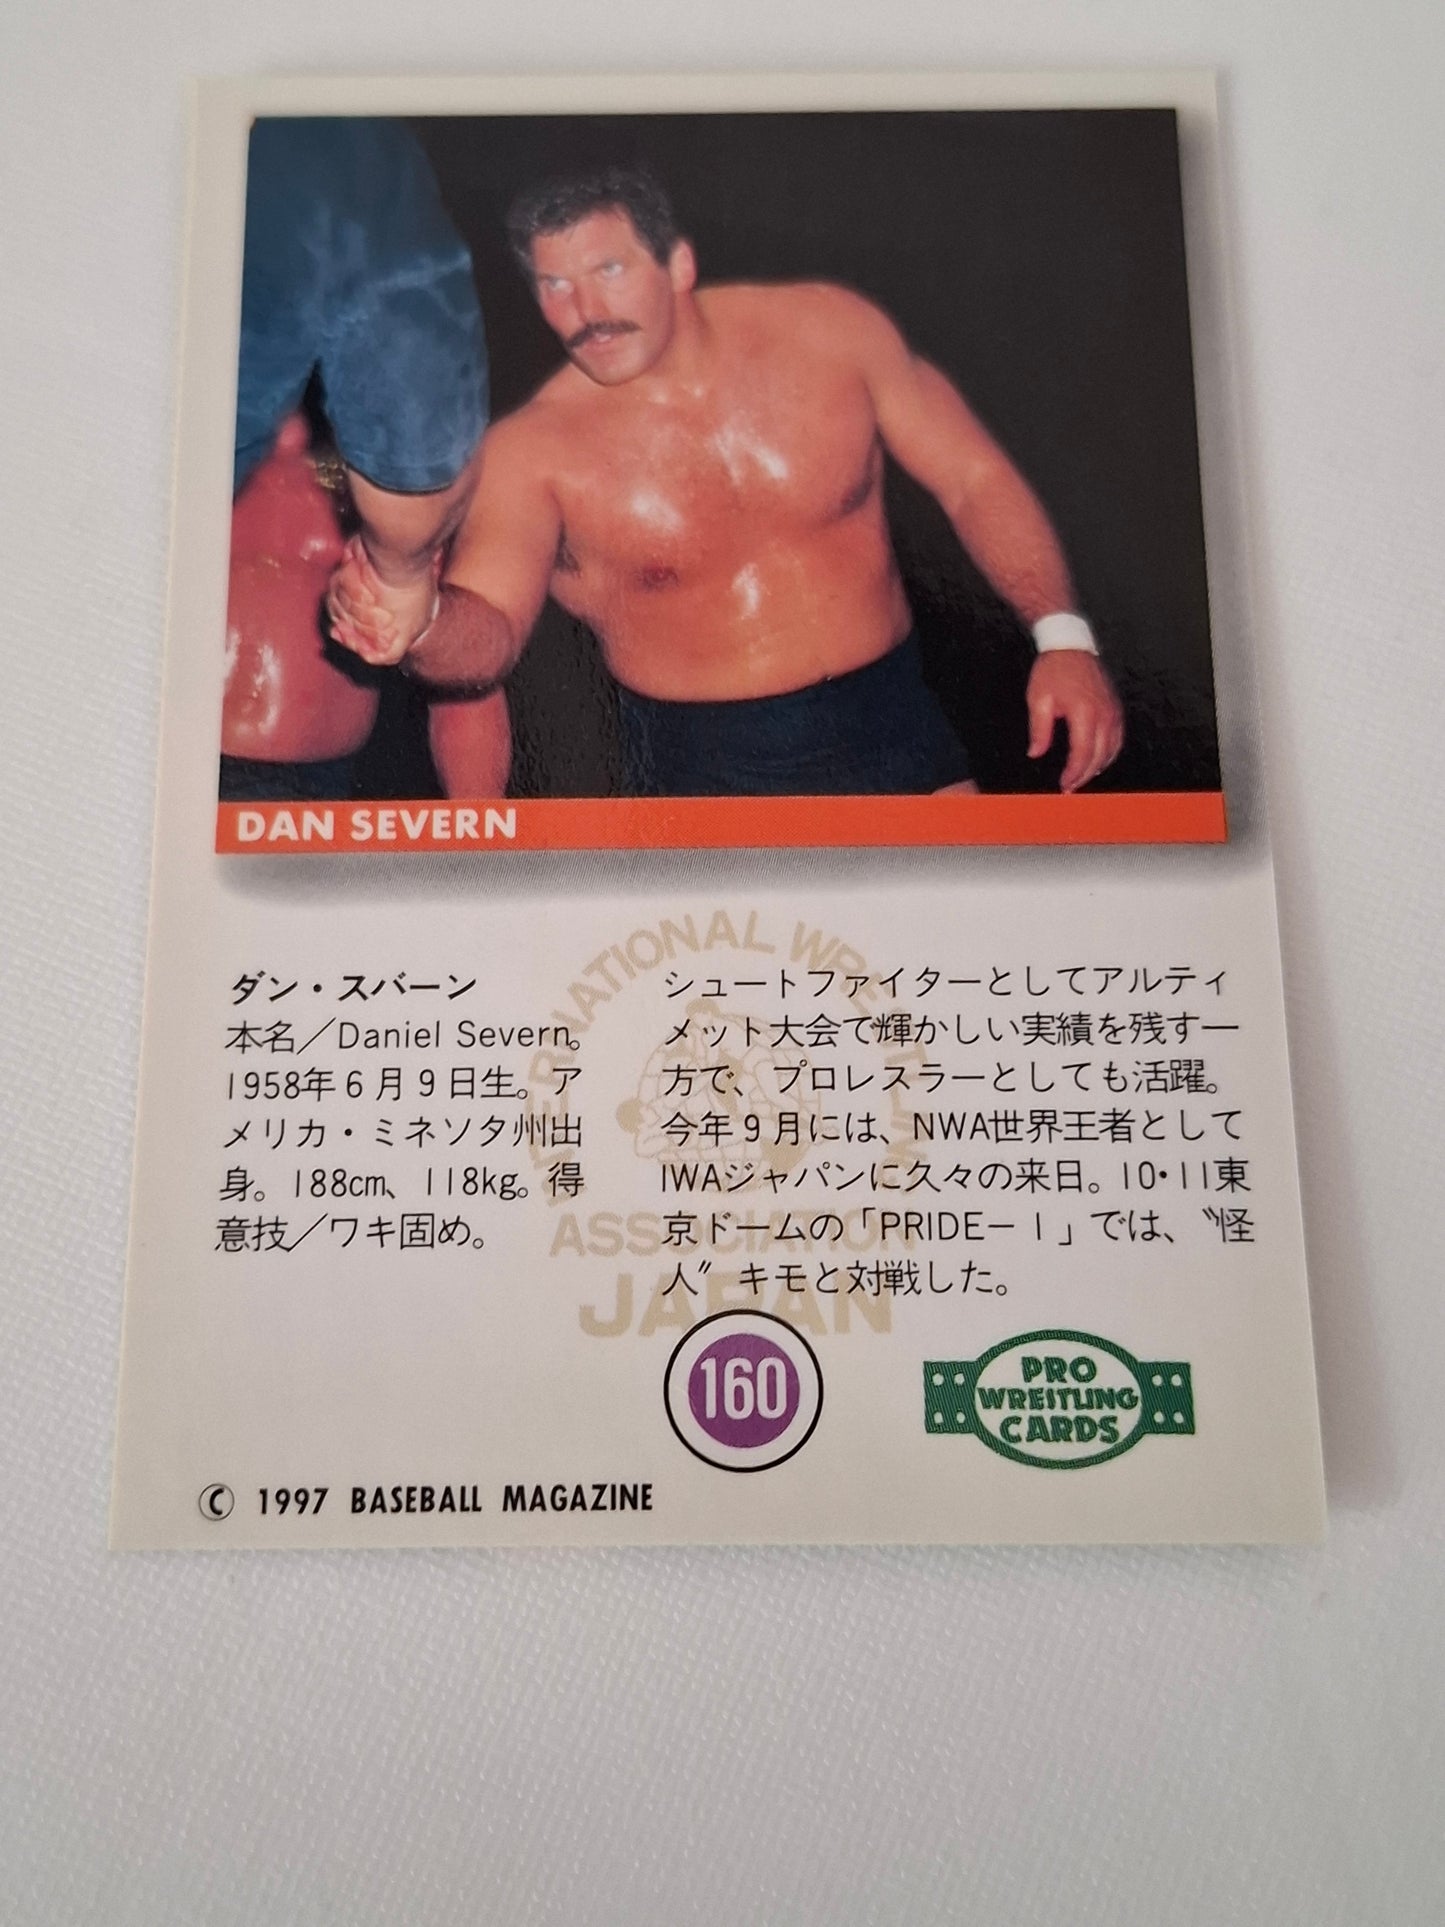 DAN SEVERN
ダン・スバーン
本名／Daniel Severn。
1958年6月9日生。ア
メリカ・ミネソタ州出
身。188cm、118kg。得
意技／ワキ固め。
シュートファイターとしてアルティ
メット大会で輝かしい実績を残す一
方で、プロレスラーとしても活躍。
今年9月には、NWA世界王者として
IWAジャパンに久々の来日。10・11東
京ドームの「PRIDE－1」では、〝怪
人〞キモと対戦した。
INTERNATIONAL WRESTLING
ASSOCIATION
JAPAN
160
PRO
WRESTLING
CARDS
© 1997 BASEBALL MAGAZINE